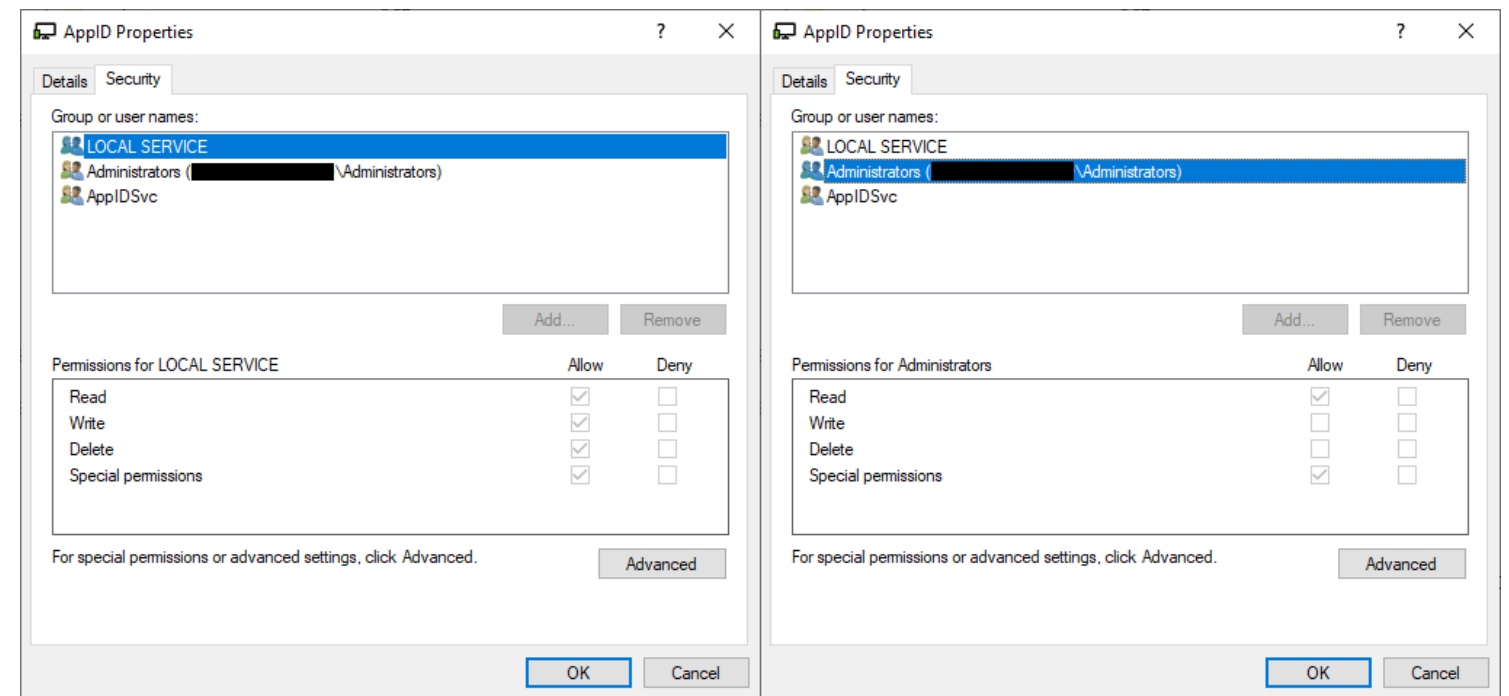 AppID Properties
?
Details Security
Group or user names:
LOCAL SERVICE
Administrators ( \Administrators)
AppIDSvc
Add... Remove
Permissions for LOCAL SERVICE Allow Deny
Read
Write
Delete
Special permissions
For special permissions or advanced settings, click Advanced.
Advanced
OK Cancel
AppID Properties
?
Details Security
Group or user names:
LOCAL SERVICE
Administrators ( \Administrators)
AppIDSvc
Add... Remove
Permissions for Administrators Allow Deny
Read
Write
Delete
Special permissions
For special permissions or advanced settings, click Advanced.
Advanced
OK Cancel